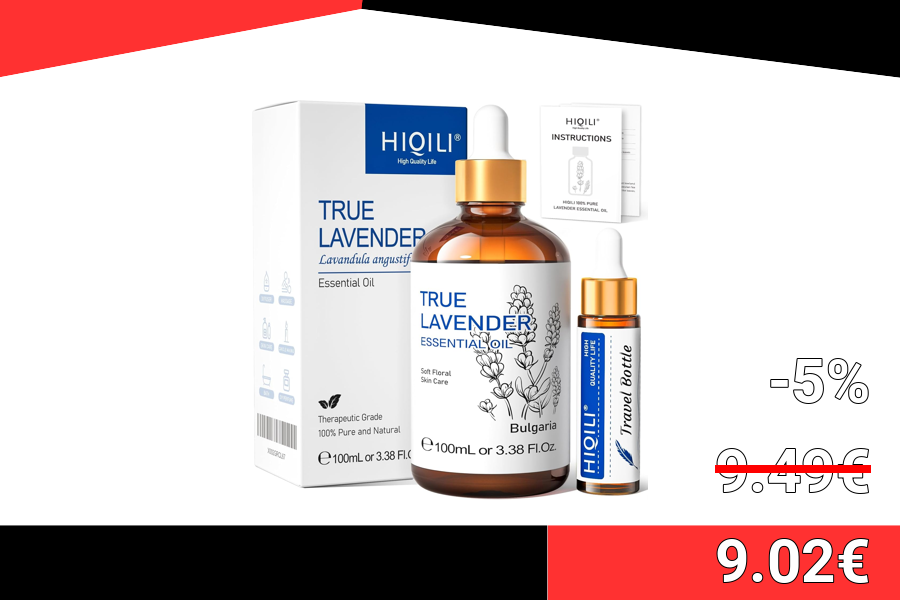 HIQILI®
High Quality Life
TRUE
LAVENDER
Lavandula angustif
Essential Oil
Therapeutic Grade
100% Pure and Natural
℮100mL or 3.38 Fl.
TRUE
LAVENDER
ESSENTIAL OIL
Soft Floral
Skin Care
Bulgaria
℮100mL or 3.38 Fl.Oz.
HIQILI®
INSTRUCTIONS
HIQILI 100% PURE
LAVENDER ESSENTIAL OIL
HIQILI®
HIGH
QUALITY LIFE
Travel Bottle
-5%
9.49€
9.02€